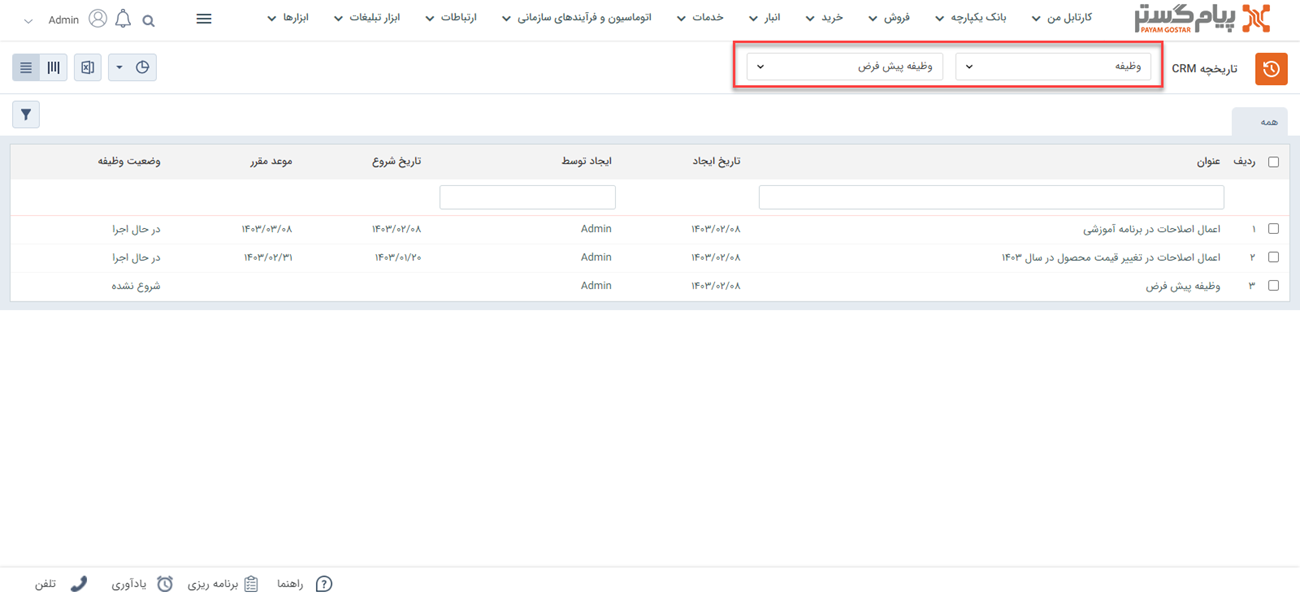 پیام گستر
PAYAM GOSTAR
کارتابل من
بانک یکپارچه
فروش
خرید
انبار
خدمات
اتوماسیون و فرآیندهای سازمانی
ارتباطات
ابزار تبلیغات
ابزارها
Admin
تاریخچه CRM
وظیفه
وظیفه پیش فرض
همه
ردیف عنوان تاریخ ایجاد ایجاد توسط تاریخ شروع موعد مقرر وضعیت وظیفه
۱ اعمال اصلاحات در برنامه آموزشی ۱۴۰۳/۰۲/۰۸ Admin ۱۴۰۳/۰۲/۰۸ ۱۴۰۳/۰۳/۰۸ در حال اجرا
۲ اعمال اصلاحات در تغییر قیمت محصول در سال ۱۴۰۳ ۱۴۰۳/۰۲/۰۸ Admin ۱۴۰۳/۰۱/۲۰ ۱۴۰۳/۰۲/۳۱ در حال اجرا
۳ وظیفه پیش فرض ۱۴۰۳/۰۲/۰۸ Admin شروع نشده
راهنما
برنامه ریزی
یادآوری
تلفن